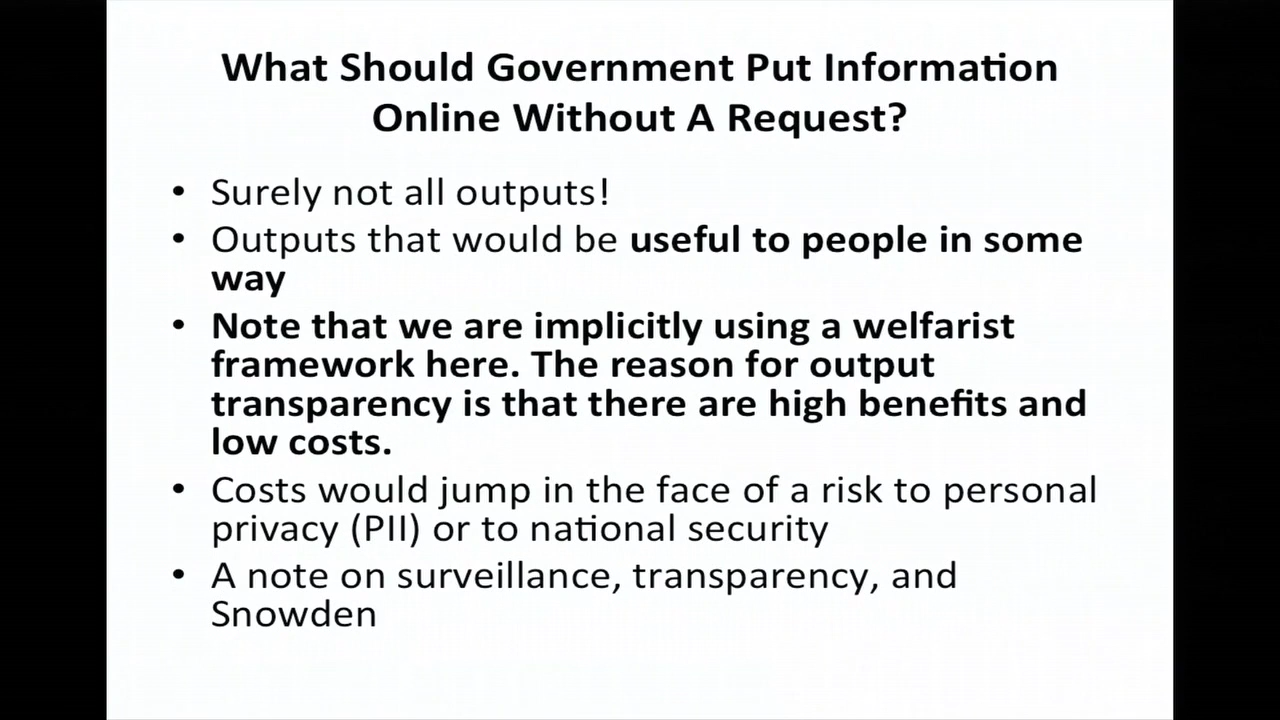 What Should Government Put Information
Online Without A Request?
• Surely not all outputs!
• Outputs that would be useful to people in some
way
• Note that we are implicitly using a welfarist
framework here. The reason for output
transparency is that there are high benefits and
low costs.
• Costs would jump in the face of a risk to personal
privacy (PII) or to national security
• A note on surveillance, transparency, and
Snowden